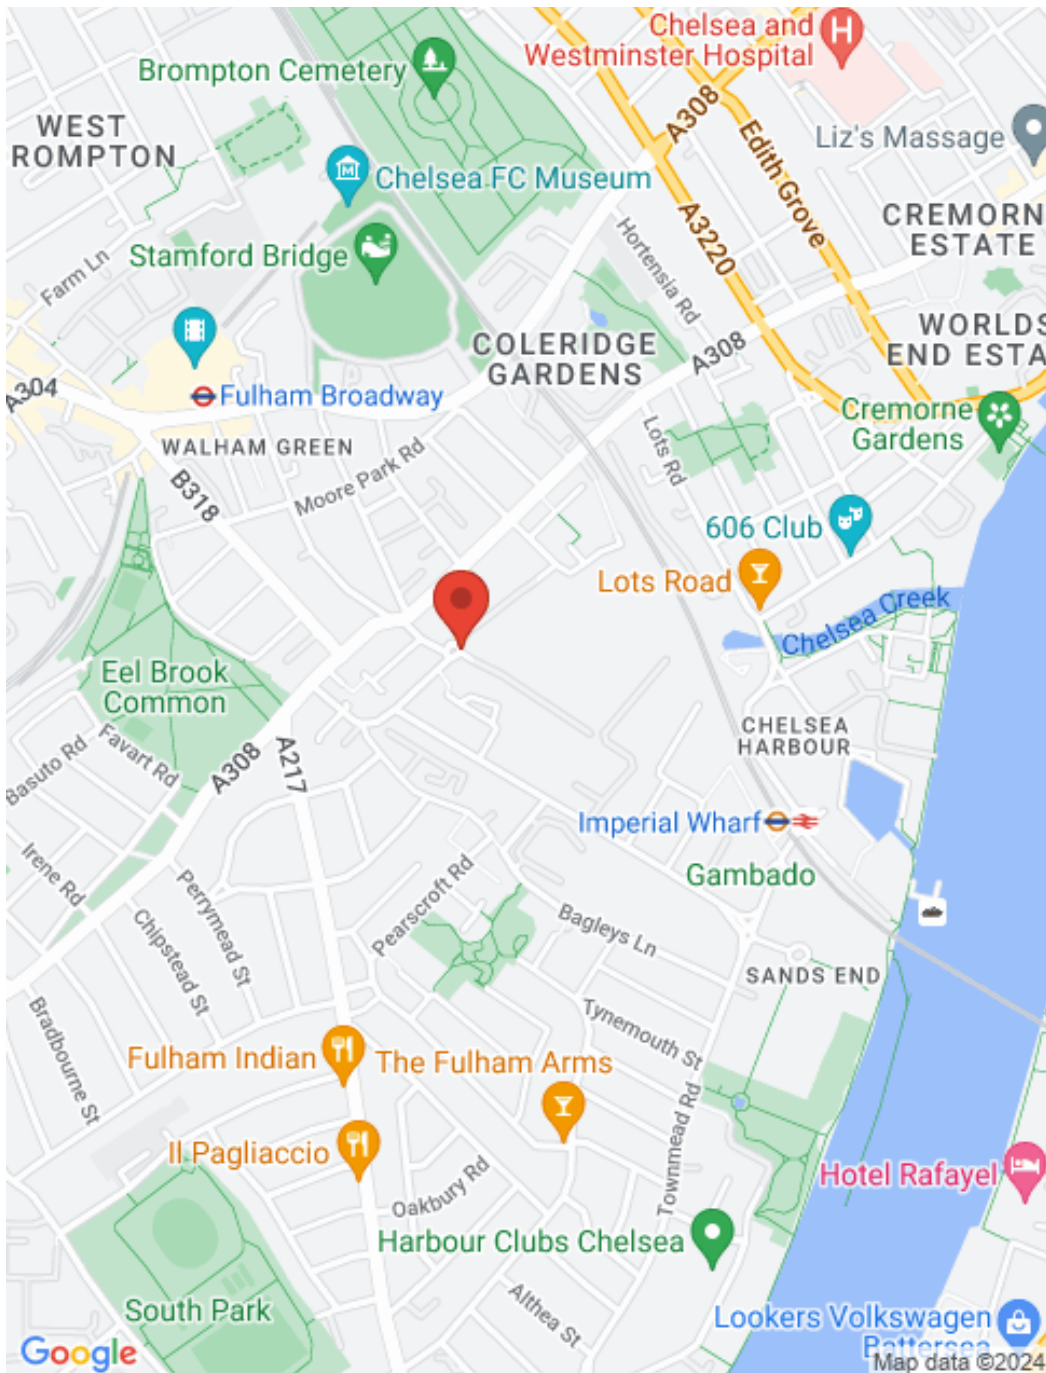 Chelsea and
Westminster Hospital
Brompton Cemetery
A308
Edith Grove
Liz's Massage
WEST
ROMPTON
Chelsea FC Museum
CREMORN
ESTATE
A3220
Hortensia Rd
Stamford Bridge
Farm Ln
WORLDS
END ESTA
COLERIDGE
GARDENS
A308
A304
Fulham Broadway
Cremorne
Gardens
WALHAM GREEN
Lots Rd
Moore Park Rd
B318
606 Club
Lots Road
Chelsea Creek
Eel Brook
Common
CHELSEA
HARBOUR
Favart Rd
Basuto Rd
A308
A217
Imperial Wharf
Gambado
Irene Rd
Perrymead St
Pearscroft Rd
Chipstead St
Bagleys Ln
SANDS END
Bradbourne St
Tynemouth St
Fulham Indian
The Fulham Arms
Townmead Rd
Il Pagliaccio
Hotel Rafayel
Oakbury Rd
Harbour Clubs Chelsea
South Park
Althea St
Lookers Volkswagen
Battersea
Google
Map data ©2024